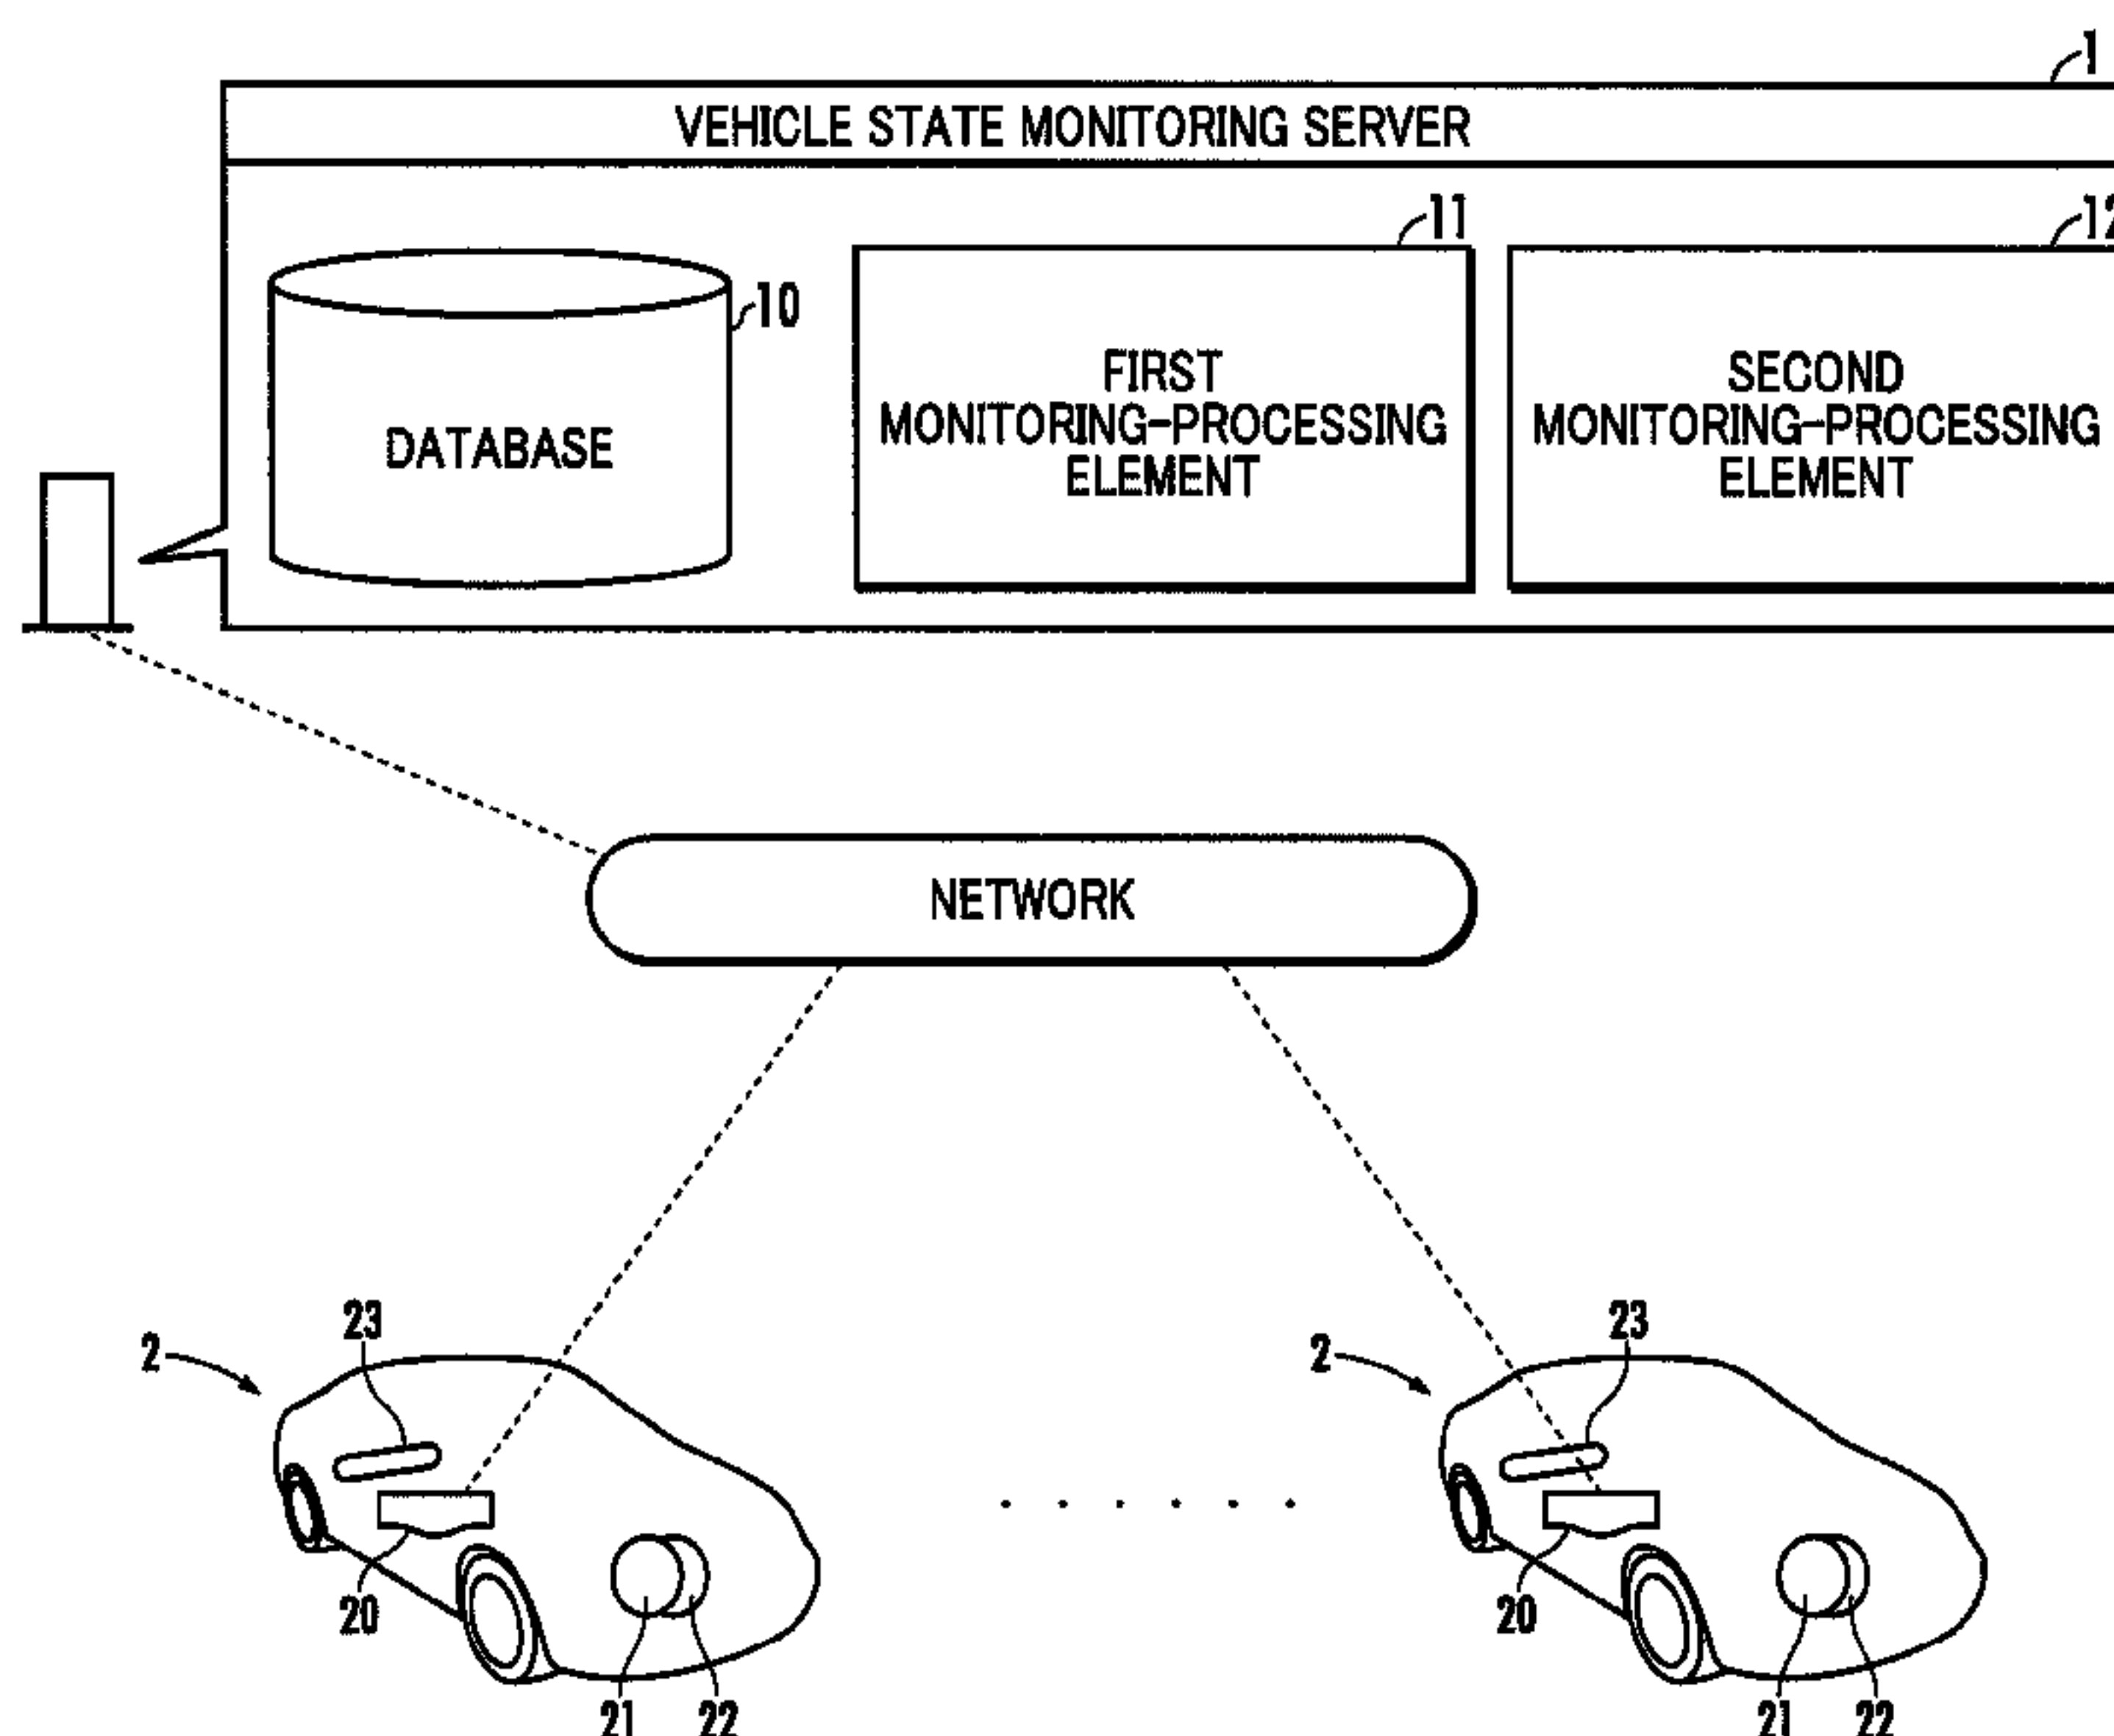 1
VEHICLE STATE MONITORING SERVER
11
12
10
DATABASE
FIRST
MONITORING-PROCESSING
ELEMENT
SECOND
MONITORING-PROCESSING
ELEMENT
NETWORK
2
23
20
21
22
2
23
20
21
22